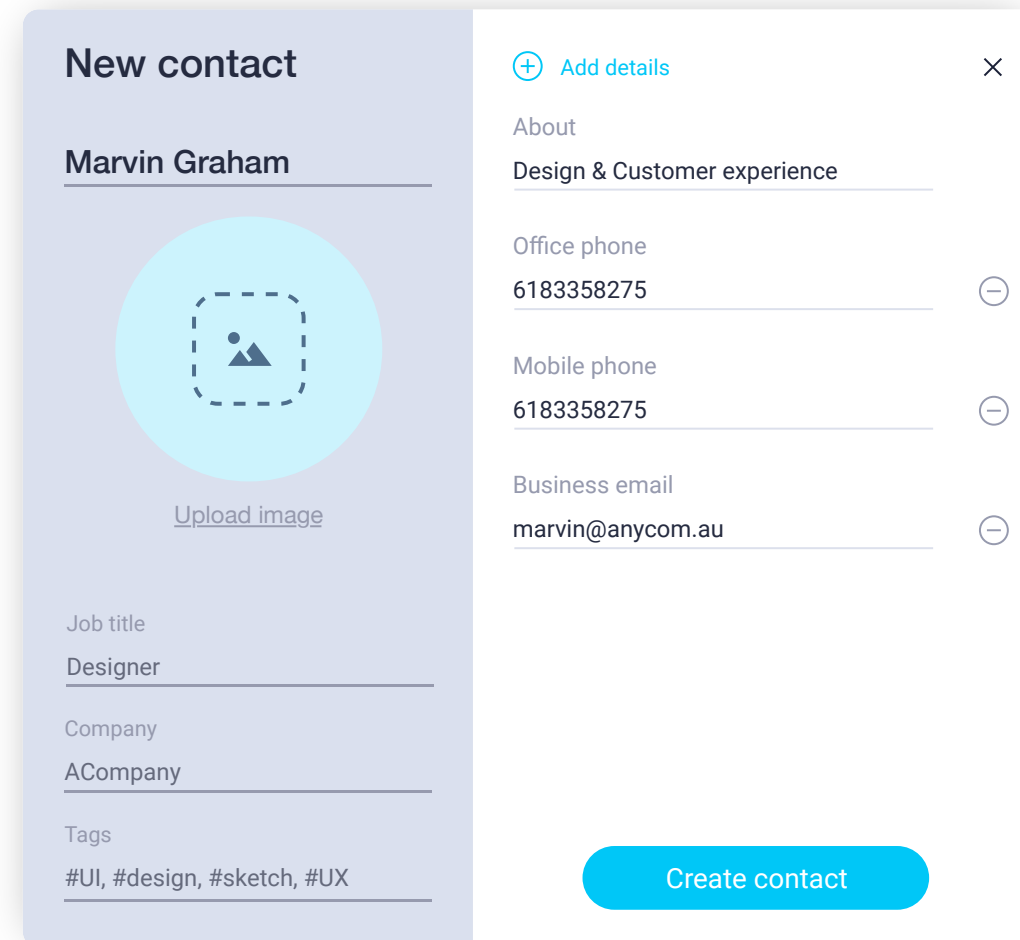 New contact
Marvin Graham
Upload image
Job title
Designer
Company
ACompany
Tags
#UI, #design, #sketch, #UX
Add details
About
Design & Customer experience
Office phone
6183358275
Mobile phone
6183358275
Business email
marvin@anycom.au
Create contact